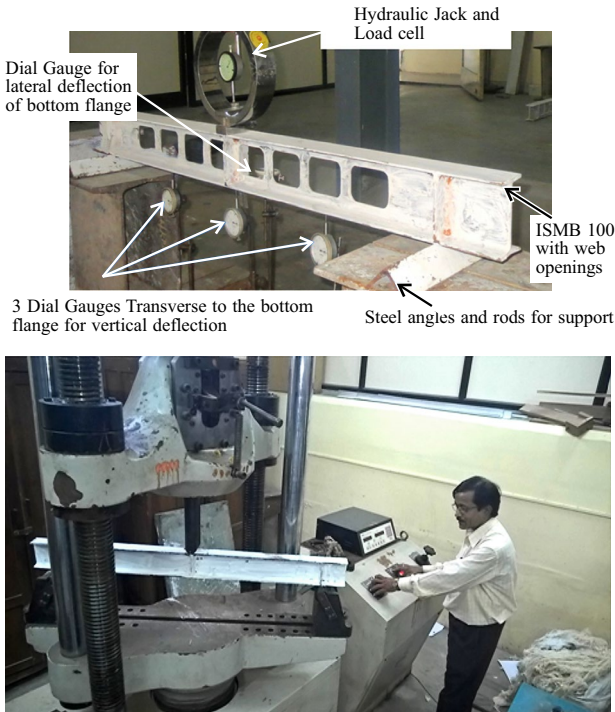 Hydraulic Jack and
Load cell
Dial Gauge for
lateral deflection
of bottom flange
ISMB 100
with web
openings
3 Dial Gauges Transverse to the bottom
flange for vertical deflection
Steel angles and rods for support